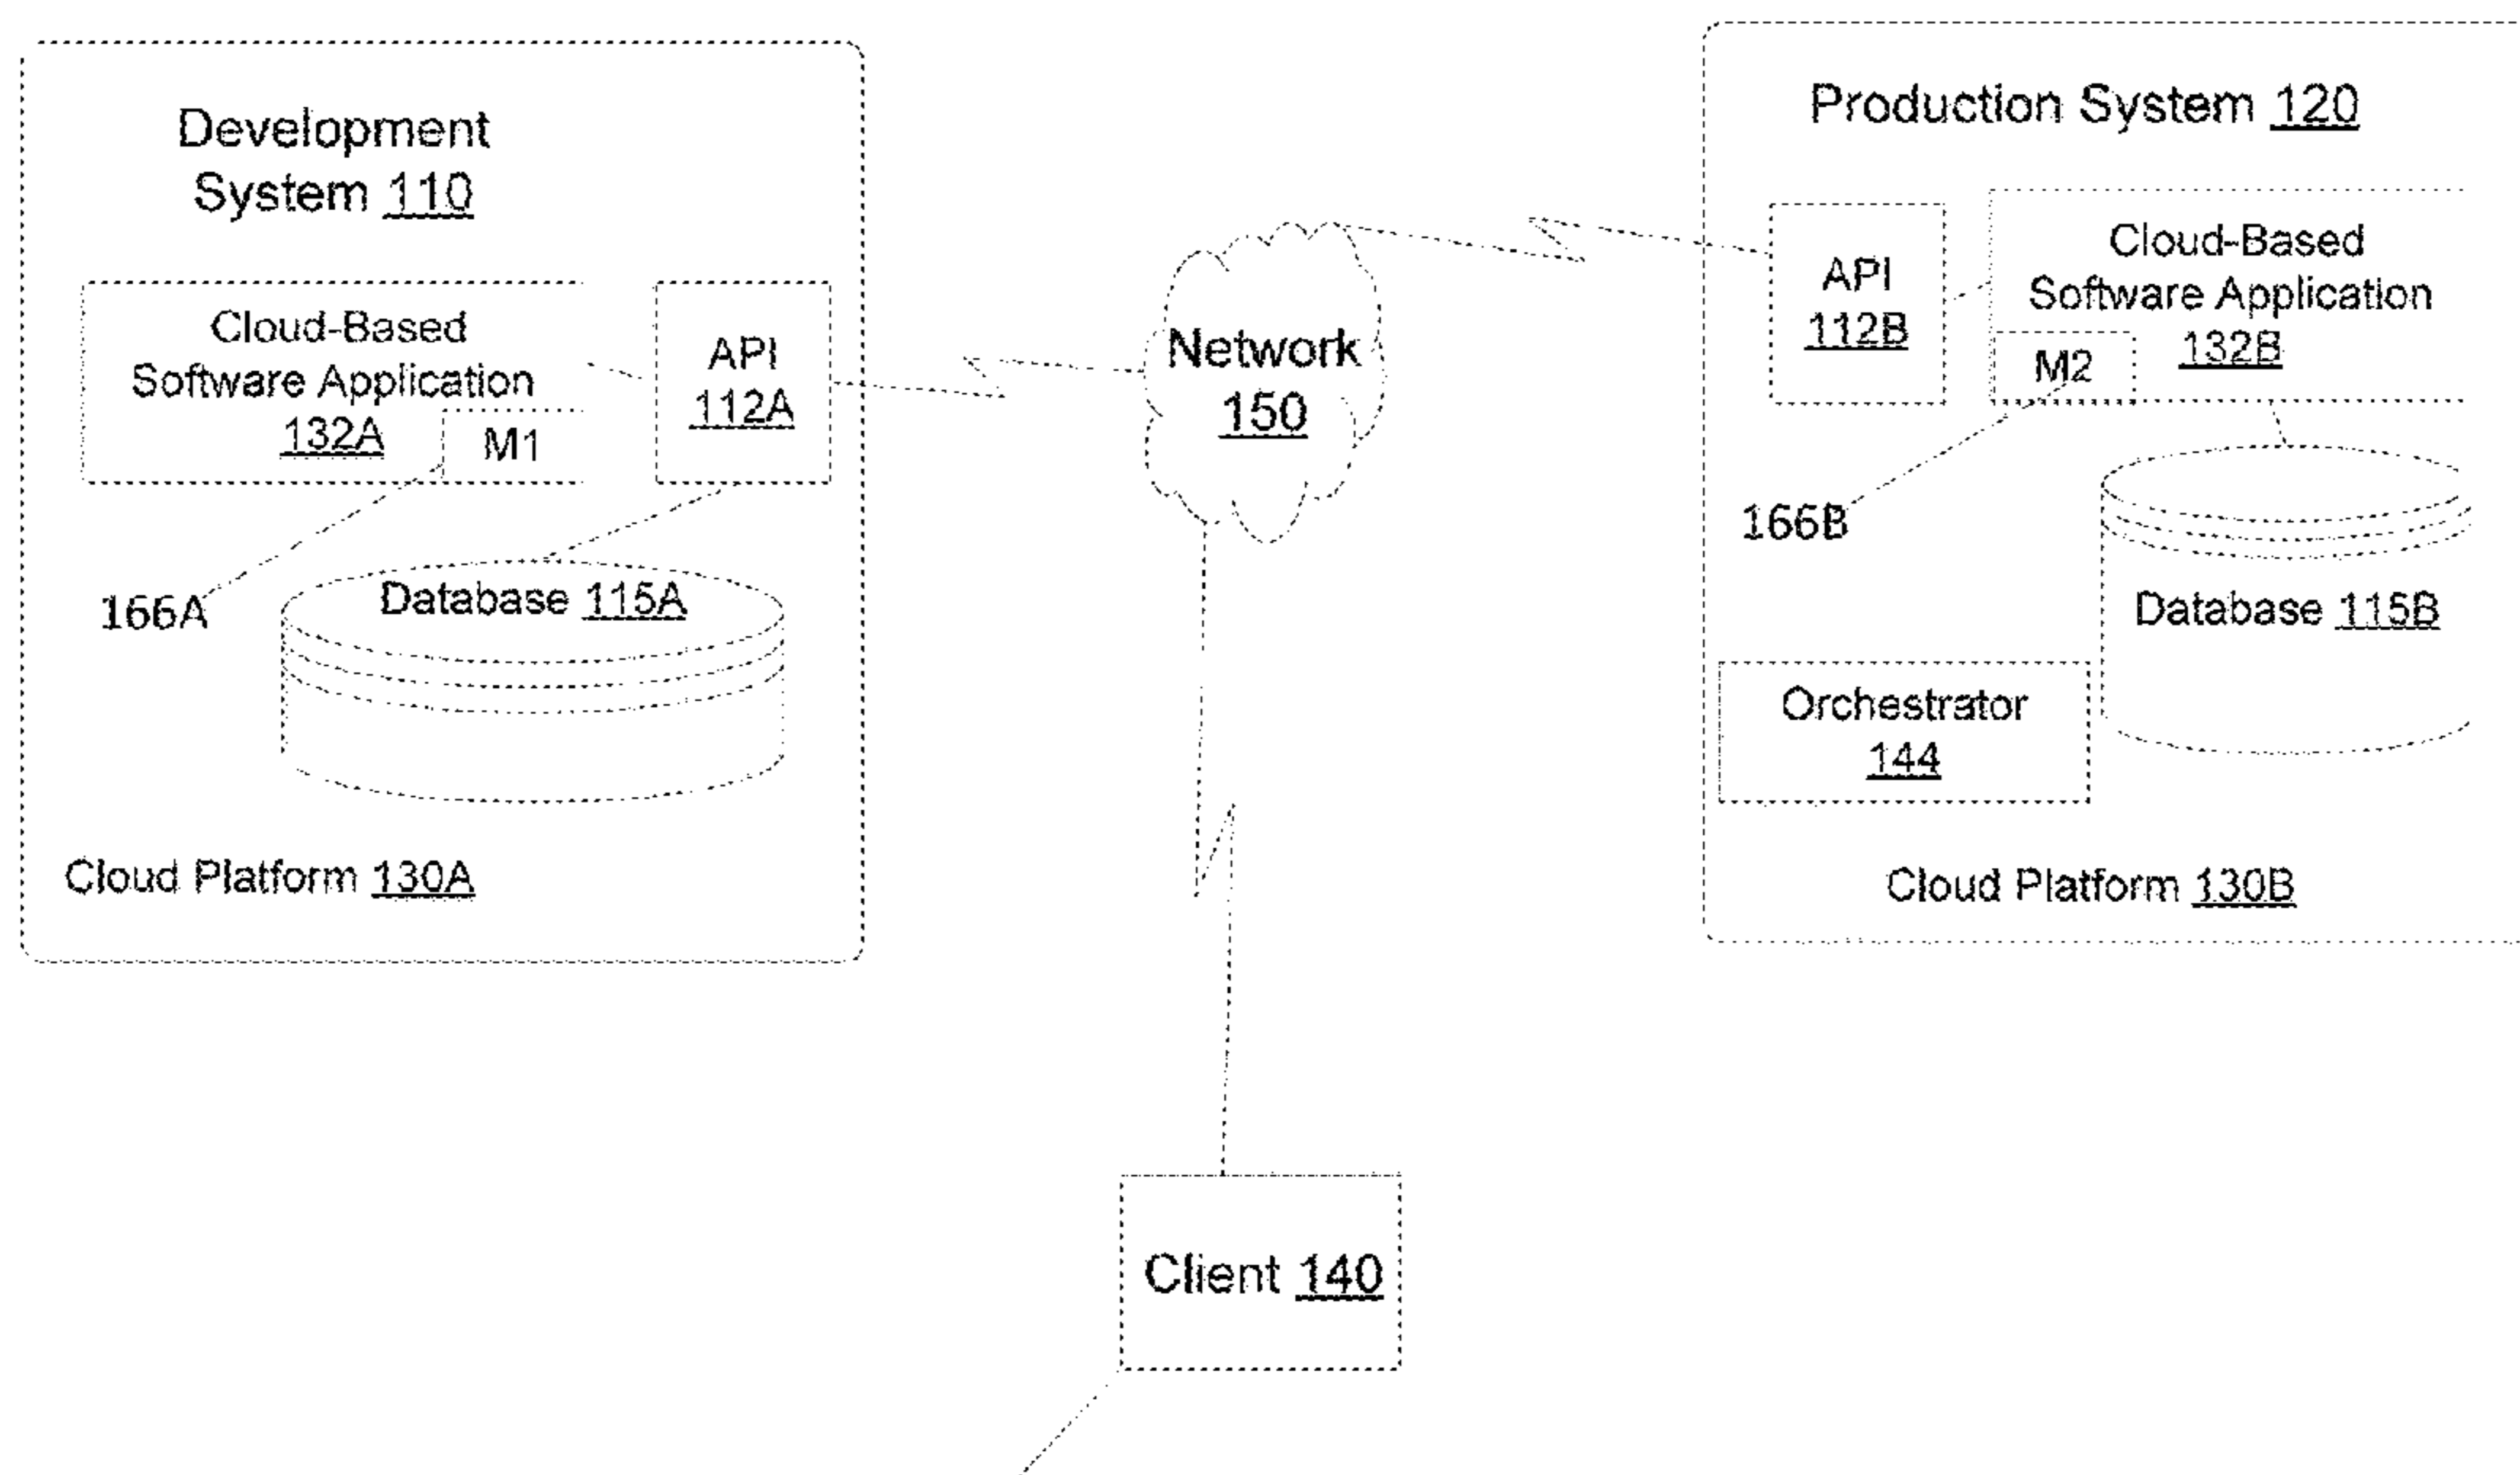 Development
System 110
Cloud-Based
Software Application
132A
M1
API
112A
166A
Database 115A
Cloud Platform 130A
Network
150
Production System 120
API
112B
Cloud-Based
Software Application
132B
M2
166B
Database 115B
Orchestrator
144
Cloud Platform 130B
Client 140